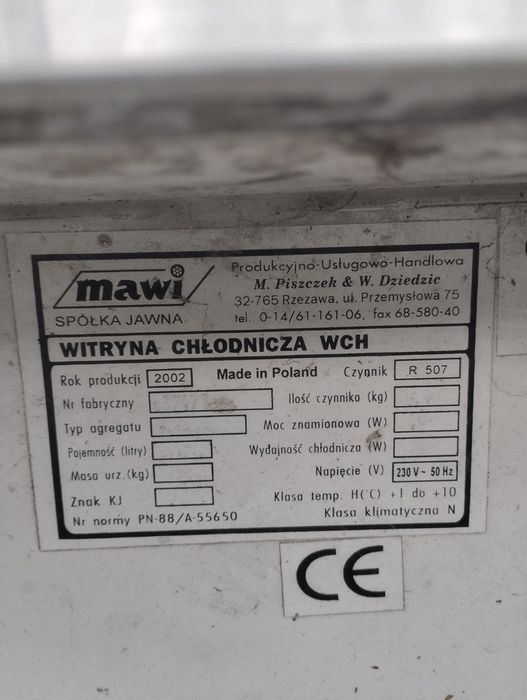 mawi
SPÓŁKA JAWNA
Produkcyjno-Usługowo-Handlowa
M. Piszczek & W. Dziedzic
32-765 Rzezawa, ul. Przemysłowa 75
tel. 0-14/61-161-06, fax 68-580-40
WITRYNA CHŁODNICZA WCH
Rok produkcji 2002 Made in Poland Czynnik R 507
Nr fabryczny Ilość czynnika (kg)
Typ agregatu Moc znamionowa (W)
Pojemność (litry) Wydajność chłodnicza (W)
Masa urz.(kg) Napięcie (V) 230 V ~ 50 Hz
Znak KJ Klasa temp. H(°C) +1 do +10
Nr normy PN-88/A-55650 Klasa klimatyczna N
CE